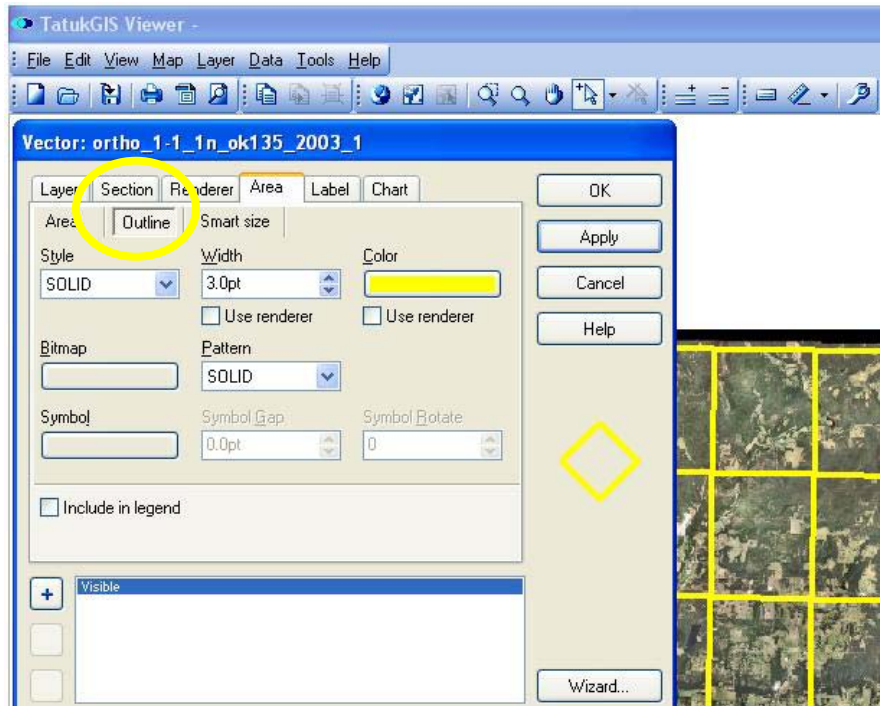 TatukGIS Viewer -
File Edit View Map Layer Data Tools Help
Vector: ortho_1-1_1n_ok135_2003_1
Layer Section Renderer Area Label Chart
OK
Area Outline Smart size
Apply
Style Width Color
SOLID 3.0pt
Cancel
Use renderer Use renderer
Help
Bitmap Pattern
SOLID
Symbol Symbol Gap Symbol Rotate
0.0pt 0
Include in legend
+ Visible
Wizard...